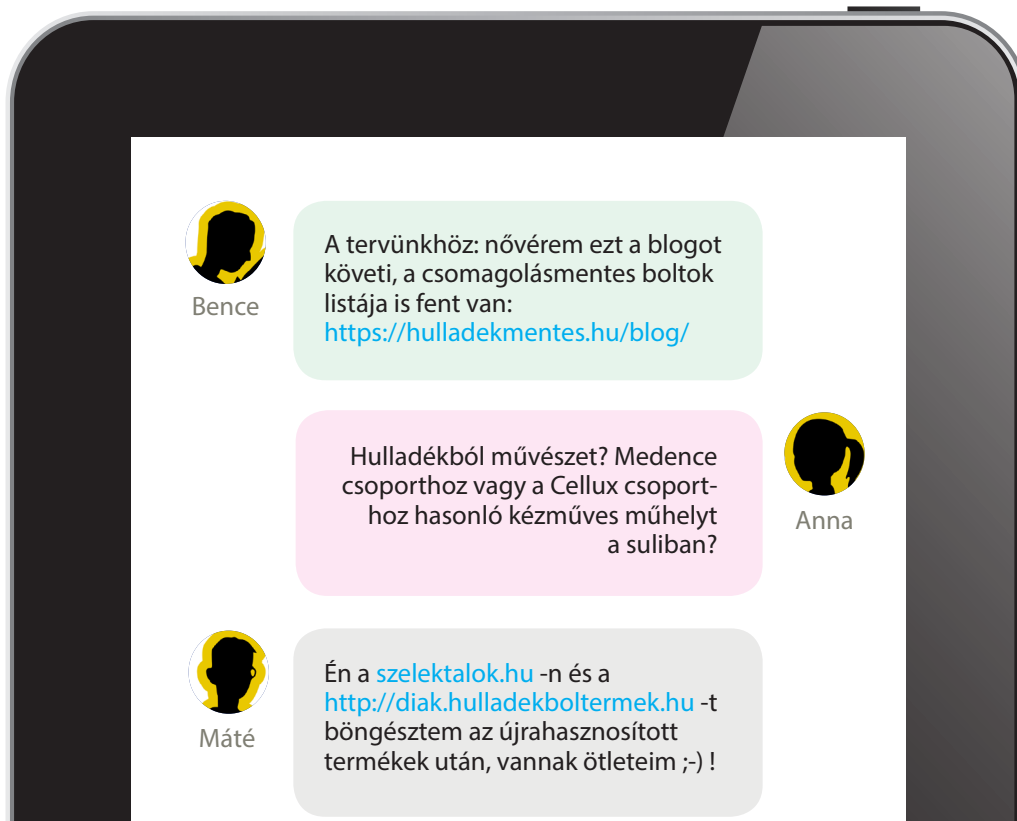 A tervünkhöz: nővérem ezt a blogot
követi, a csomagolásmentes boltok
listája is fent van:
https://hulladekmentes.hu/blog/
Bence
Hulladékból művészet? Medence
csoporthoz vagy a Cellux csoport-
hoz hasonló kézműves műhelyt
a suliban?
Anna
Én a szelektalok.hu -n és a
http://diak.hulladekboltermek.hu -t
böngésztem az újrahasznosított
termékek után, vannak ötleteim ;-) !
Máté